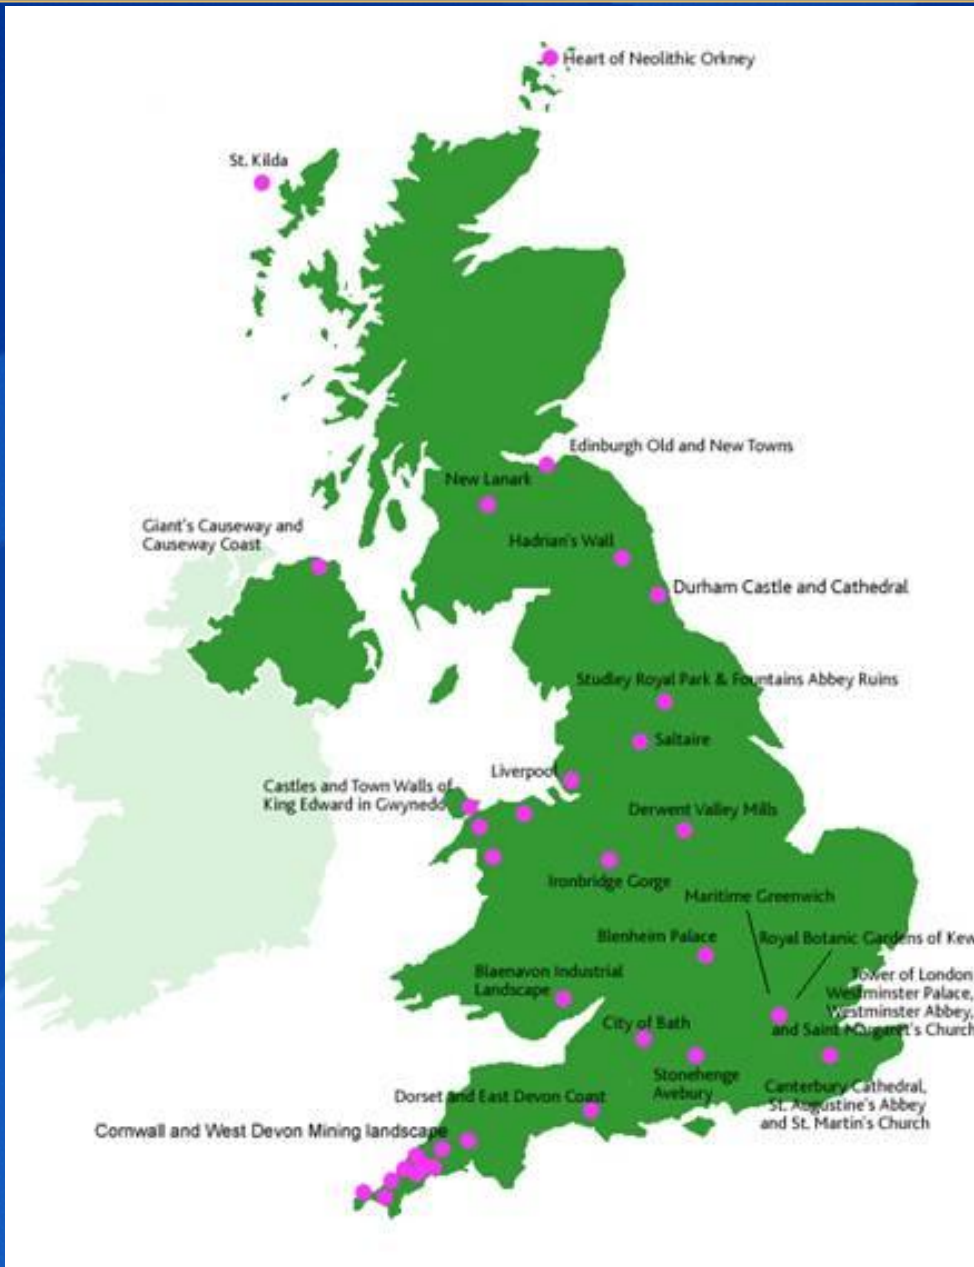 Heart of Neolithic Orkney
St. Kilda
Edinburgh Old and New Towns
New Lanark
Giant's Causeway and
Causeway Coast
Hadrian's Wall
Durham Castle and Cathedral
Studley Royal Park & Fountains Abbey Ruins
Saltaire
Liverpool
Castles and Town Walls of
King Edward in Gwynedd
Derwent Valley Mills
Ironbridge Gorge
Maritime Greenwich
Blenheim Palace
Royal Botanic Gardens of Kew
Blaenavon Industrial
Landscape
Tower of London
Westminster Palace,
Westminster Abbey,
and Saint Margaret's Church
City of Bath
Stonehenge
Avebury
Canterbury Cathedral,
St. Augustine's Abbey
and St. Martin's Church
Dorset and East Devon Coast
Cornwall and West Devon Mining landscape